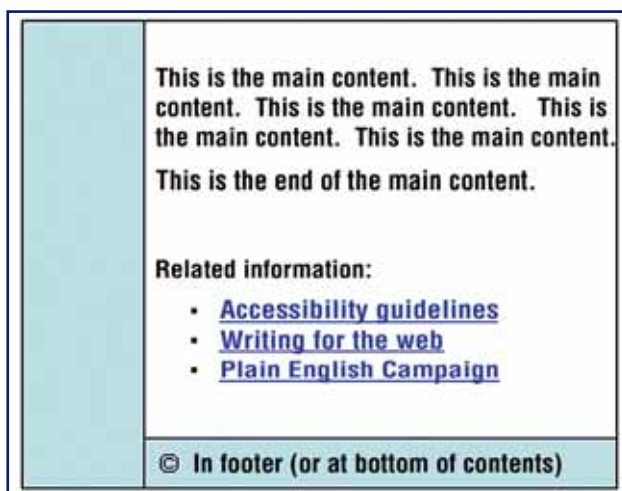 This is the main content. This is the main
content. This is the main content. This is
the main content. This is the main content.
This is the end of the main content.
Related information:
• Accessibility guidelines
• Writing for the web
• Plain English Campaign
© In footer (or at bottom of contents)